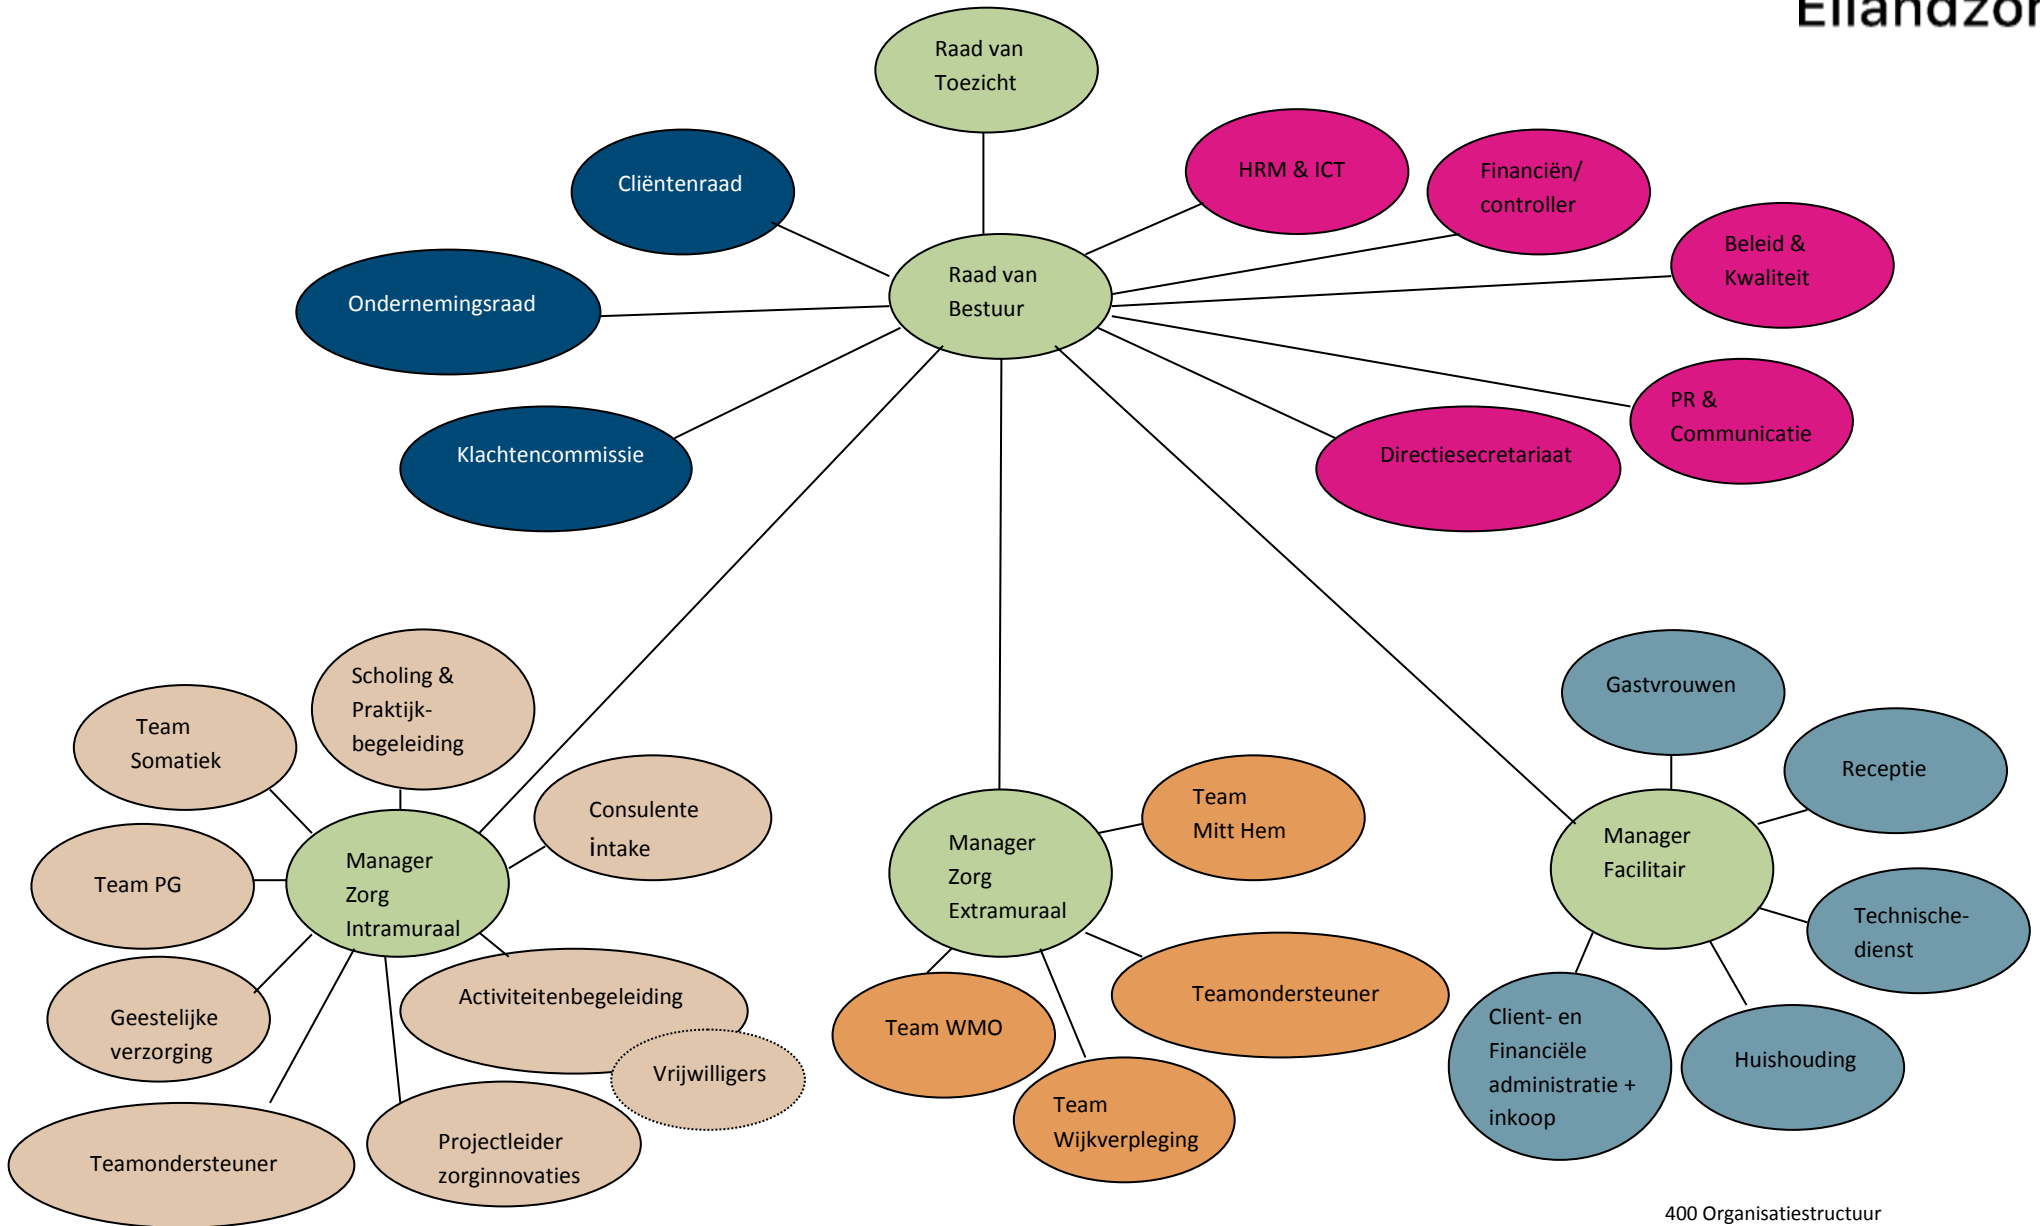 Eilandzor
Raad van
Toezicht
Cliëntenraad
HRM & ICT
Financiën/
controller
Ondernemingsraad
Raad van
Bestuur
Beleid &
Kwaliteit
Klachtencommissie
Directiesecretariaat
PR &
Communicatie
Team
Somatiek
Scholing &
Praktijk-
begeleiding
Consulente
intake
Team PG
Manager
Zorg
Intramuraal
Geestelijke
verzorging
Activiteitenbegeleiding
Vrijwilligers
Teamondersteuner
Projectleider
zorginnovaties
Manager
Zorg
Extramuraal
Team
Mitt Hem
Teamondersteuner
Team WMO
Team
Wijkverpleging
Gastvrouwen
Receptie
Manager
Facilitair
Technische-
dienst
Client- en
Financiële
administratie +
inkoop
Huishouding
400 Organisatiestructuur